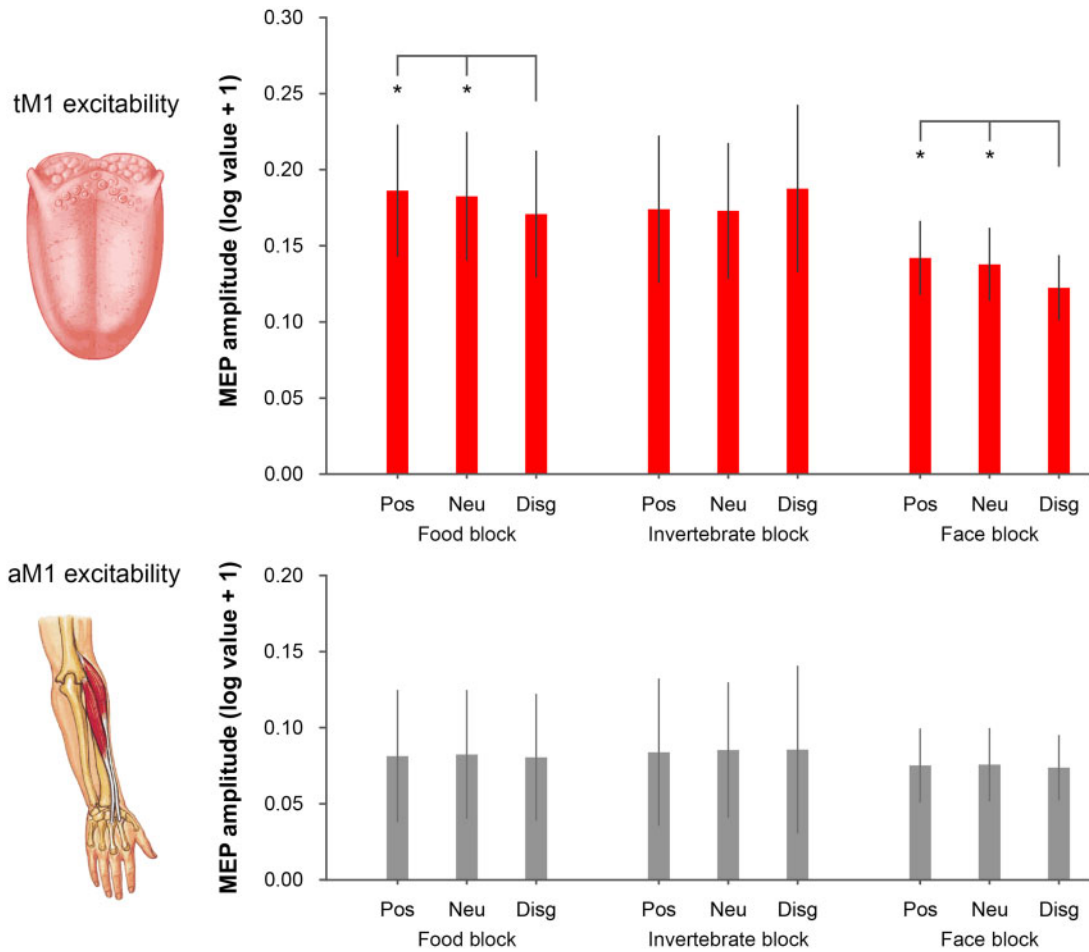 tM1 excitability
MEP amplitude (log value + 1)
0.30
0.25
0.20
0.15
0.10
0.05
0.00
* *
* *
Pos Neu Disg Pos Neu Disg Pos Neu Disg
Food block Invertebrate block Face block
aM1 excitability
MEP amplitude (log value + 1)
0.20
0.15
0.10
0.05
0.00
Pos Neu Disg Pos Neu Disg Pos Neu Disg
Food block Invertebrate block Face block